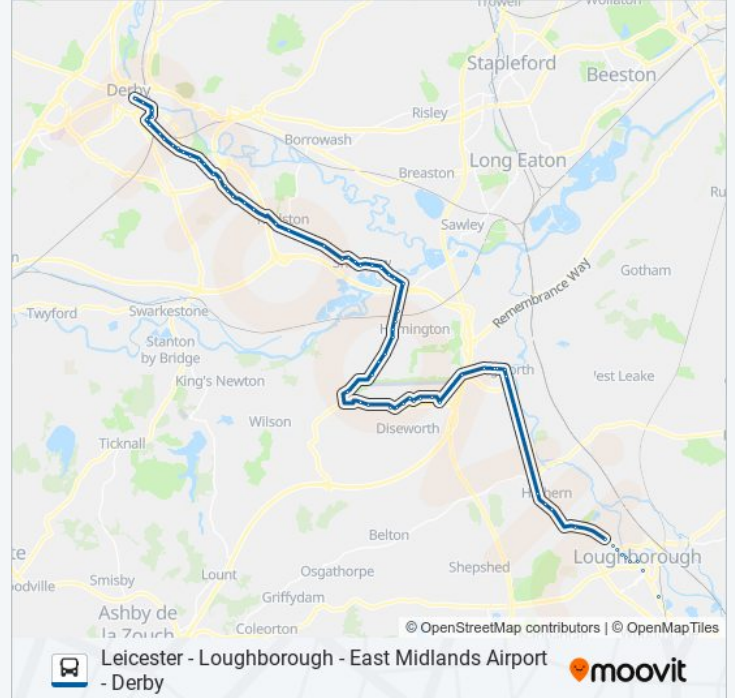 Trowell
Wollaton
Stapleford
Beeston
Derby
Risley
Borrowash
Long Eaton
Breaston
Ru
Sawley
Gotham
Remembrance Way
Twyford
Swarkestone
Stanton
by Bridge
King's Newton
Wilson
Diseworth
Ticknall
Belton
Loughborough
Shepshed
Osgathorpe
Lount
Smisby
Griffydam
Ashby de
la Zouch
Coleorton
© OpenStreetMap contributors | © OpenMapTiles
Leicester - Loughborough - East Midlands Airport
- Derby
moovit